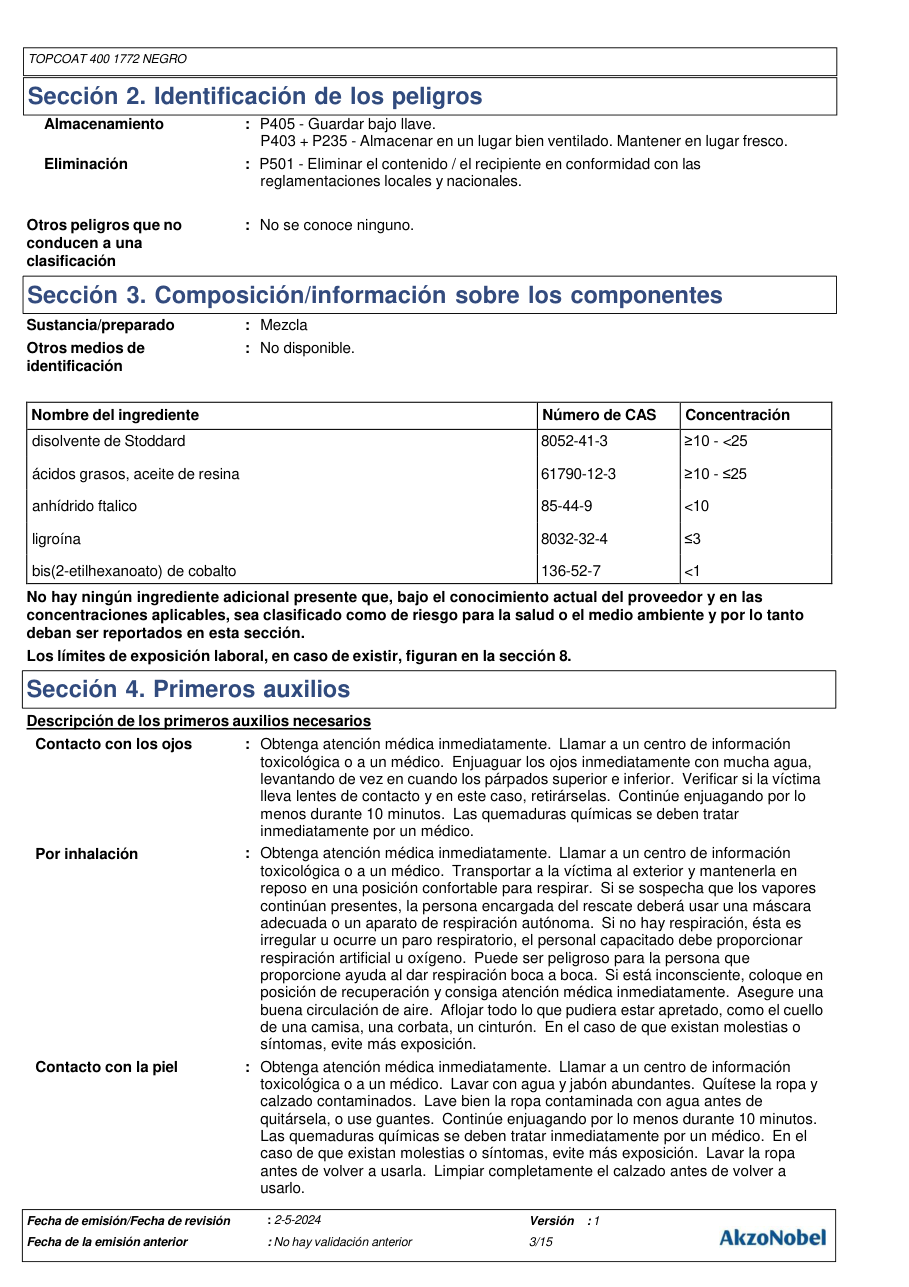 TOPCOAT 400 1772 NEGRO
Sección 2. Identificación de los peligros
Almacenamiento : P405 - Guardar bajo llave.
P403 + P235 - Almacenar en un lugar bien ventilado. Mantener en lugar fresco.
Eliminación : P501 - Eliminar el contenido / el recipiente en conformidad con las
reglamentaciones locales y nacionales.
Otros peligros que no : No se conoce ninguno.
conducen a una
clasificación
Sección 3. Composición/información sobre los componentes
Sustancia/preparado : Mezcla
Otros medios de : No disponible.
identificación
Nombre del ingrediente Número de CAS Concentración
disolvente de Stoddard 8052-41-3 ≥10 - <25
ácidos grasos, aceite de resina 61790-12-3 ≥10 - ≤25
anhídrido ftalico 85-44-9 <10
ligroína 8032-32-4 ≤3
bis(2-etilhexanoato) de cobalto 136-52-7 <1
No hay ningún ingrediente adicional presente que, bajo el conocimiento actual del proveedor y en las
concentraciones aplicables, sea clasificado como de riesgo para la salud o el medio ambiente y por lo tanto
deban ser reportados en esta sección.
Los límites de exposición laboral, en caso de existir, figuran en la sección 8.
Sección 4. Primeros auxilios
Descripción de los primeros auxilios necesarios
Contacto con los ojos : Obtenga atención médica inmediatamente. Llamar a un centro de información
toxicológica o a un médico. Enjuaguar los ojos inmediatamente con mucha agua,
levantando de vez en cuando los párpados superior e inferior. Verificar si la víctima
lleva lentes de contacto y en este caso, retirárselas. Continúe enjuagando por lo
menos durante 10 minutos. Las quemaduras químicas se deben tratar
inmediatamente por un médico.
Por inhalación : Obtenga atención médica inmediatamente. Llamar a un centro de información
toxicológica o a un médico. Transportar a la víctima al exterior y mantenerla en
reposo en una posición confortable para respirar. Si se sospecha que los vapores
continúan presentes, la persona encargada del rescate deberá usar una máscara
adecuada o un aparato de respiración autónoma. Si no hay respiración, ésta es
irregular u ocurre un paro respiratorio, el personal capacitado debe proporcionar
respiración artificial u oxígeno. Puede ser peligroso para la persona que
proporcione ayuda al dar respiración boca a boca. Si está inconsciente, coloque en
posición de recuperación y consiga atención médica inmediatamente. Asegure una
buena circulación de aire. Aflojar todo lo que pudiera estar apretado, como el cuello
de una camisa, una corbata, un cinturón. En el caso de que existan molestias o
síntomas, evite más exposición.
Contacto con la piel : Obtenga atención médica inmediatamente. Llamar a un centro de información
toxicológica o a un médico. Lavar con agua y jabón abundantes. Quítese la ropa y
calzado contaminados. Lave bien la ropa contaminada con agua antes de
quitársela, o use guantes. Continúe enjuagando por lo menos durante 10 minutos.
Las quemaduras químicas se deben tratar inmediatamente por un médico. En el
caso de que existan molestias o síntomas, evite más exposición. Lavar la ropa
antes de volver a usarla. Limpiar completamente el calzado antes de volver a
usarlo.
Fecha de emisión/Fecha de revisión : 2-5-2024 Versión : 1
Fecha de la emisión anterior : No hay validación anterior 3/15 AkzoNobel